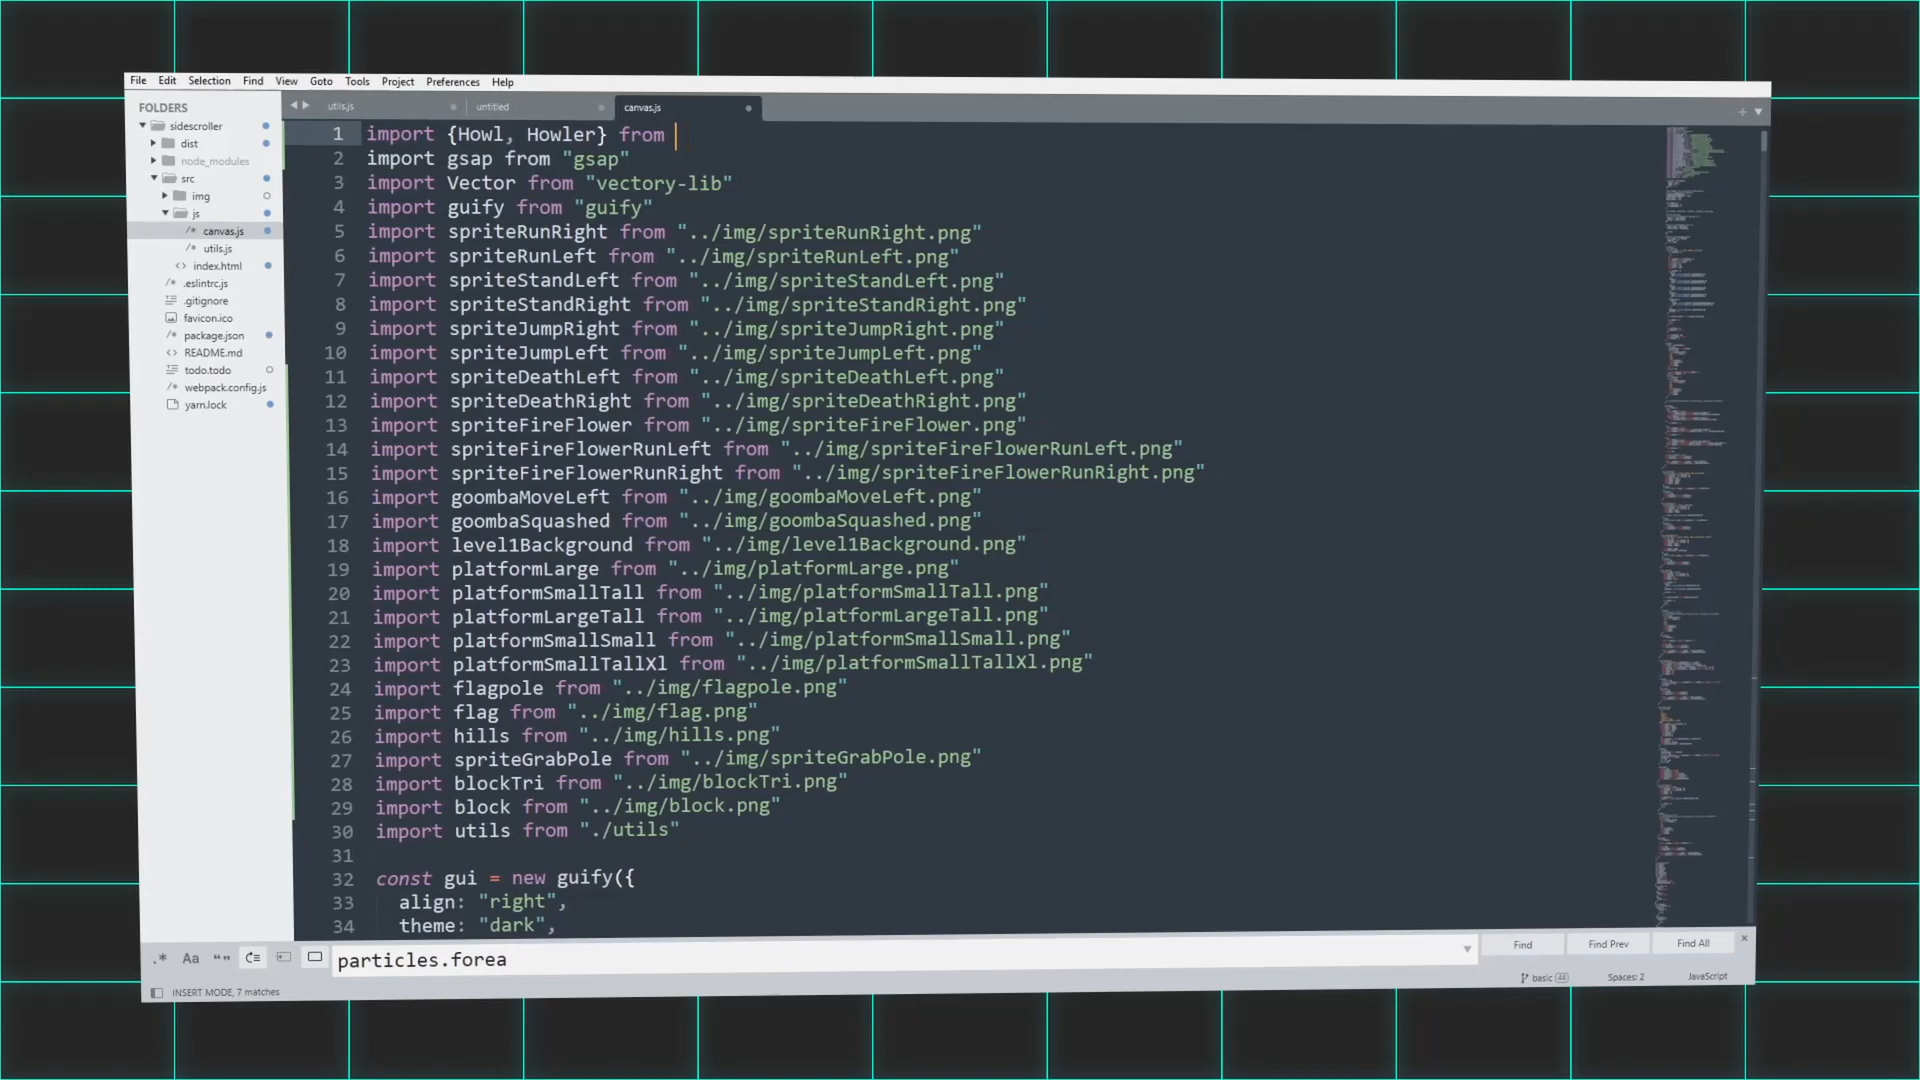 File Edit Selection Find View Goto Tools Project Preferences Help
FOLDERS
sidescroller
dist
node_modules
src
img
js
/* canvas.js
/* utils.js
<> index.html
/* .eslintrc.js
.gitignore
favicon.ico
/* package.json
<> README.md
todo.todo
/* webpack.config.js
yarn.lock
utils.js untitled canvas.js
1 import {Howl, Howler} from
2 import gsap from "gsap"
3 import Vector from "vectory-lib"
4 import guify from "guify"
5 import spriteRunRight from "../img/spriteRunRight.png"
6 import spriteRunLeft from "../img/spriteRunLeft.png"
7 import spriteStandLeft from "../img/spriteStandLeft.png"
8 import spriteStandRight from "../img/spriteStandRight.png"
9 import spriteJumpRight from "../img/spriteJumpRight.png"
10 import spriteJumpLeft from "../img/spriteJumpLeft.png"
11 import spriteDeathLeft from "../img/spriteDeathLeft.png"
12 import spriteDeathRight from "../img/spriteDeathRight.png"
13 import spriteFireFlower from "../img/spriteFireFlower.png"
14 import spriteFireFlowerRunLeft from "../img/spriteFireFlowerRunLeft.png"
15 import spriteFireFlowerRunRight from "../img/spriteFireFlowerRunRight.png"
16 import goombaMoveLeft from "../img/goombaMoveLeft.png"
17 import goombaSquashed from "../img/goombaSquashed.png"
18 import level1Background from "../img/level1Background.png"
19 import platformLarge from "../img/platformLarge.png"
20 import platformSmallTall from "../img/platformSmallTall.png"
21 import platformLargeTall from "../img/platformLargeTall.png"
22 import platformSmallSmall from "../img/platformSmallSmall.png"
23 import platformSmallTallXl from "../img/platformSmallTallXl.png"
24 import flagpole from "../img/flagpole.png"
25 import flag from "../img/flag.png"
26 import hills from "../img/hills.png"
27 import spriteGrabPole from "../img/spriteGrabPole.png"
28 import blockTri from "../img/blockTri.png"
29 import block from "../img/block.png"
30 import utils from "./utils"
31
32 const gui = new guify({
33 align: "right",
34 theme: "dark",
.* Aa “” particles.forea Find Find Prev Find All
INSERT MODE, 7 matches basic 44 Spaces: 2 JavaScript